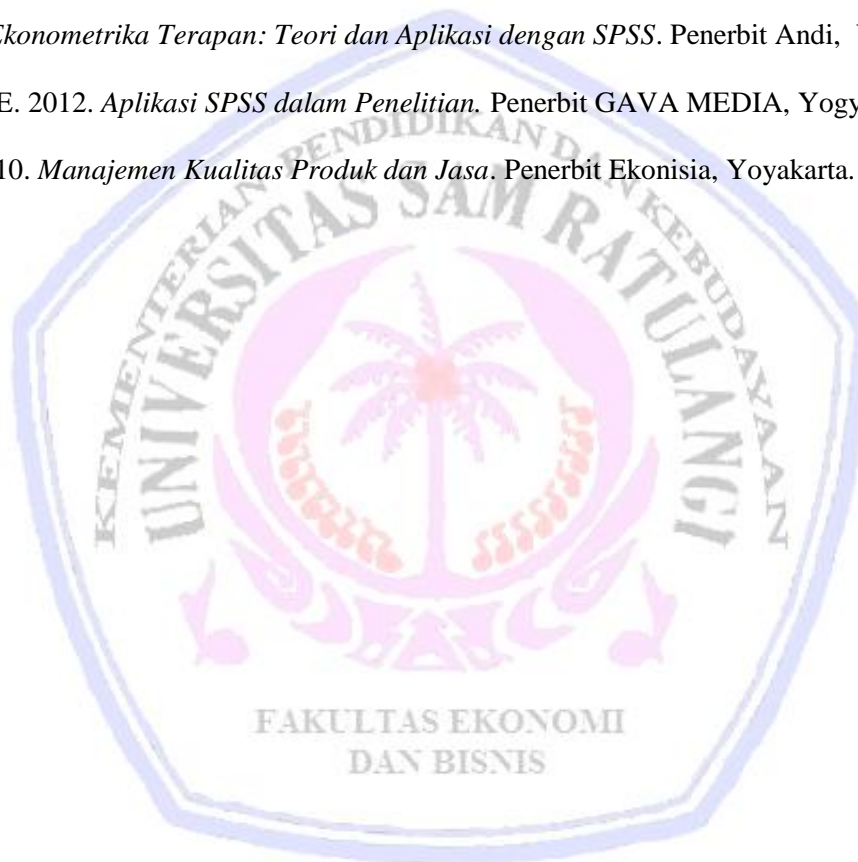 Ekonometrika Terapan: Teori dan Aplikasi dengan SPSS. Penerbit Andi,
E. 2012. Aplikasi SPSS dalam Penelitian. Penerbit GAVA MEDIA, Yogy
10. Manajemen Kualitas Produk dan Jasa. Penerbit Ekonisia, Yoyakarta.
KEMENTERIAN PENDIDIKAN DAN KEBUDAYAAN
UNIVERSITAS SAM RATULANGI
FAKULTAS EKONOMI
DAN BISNIS